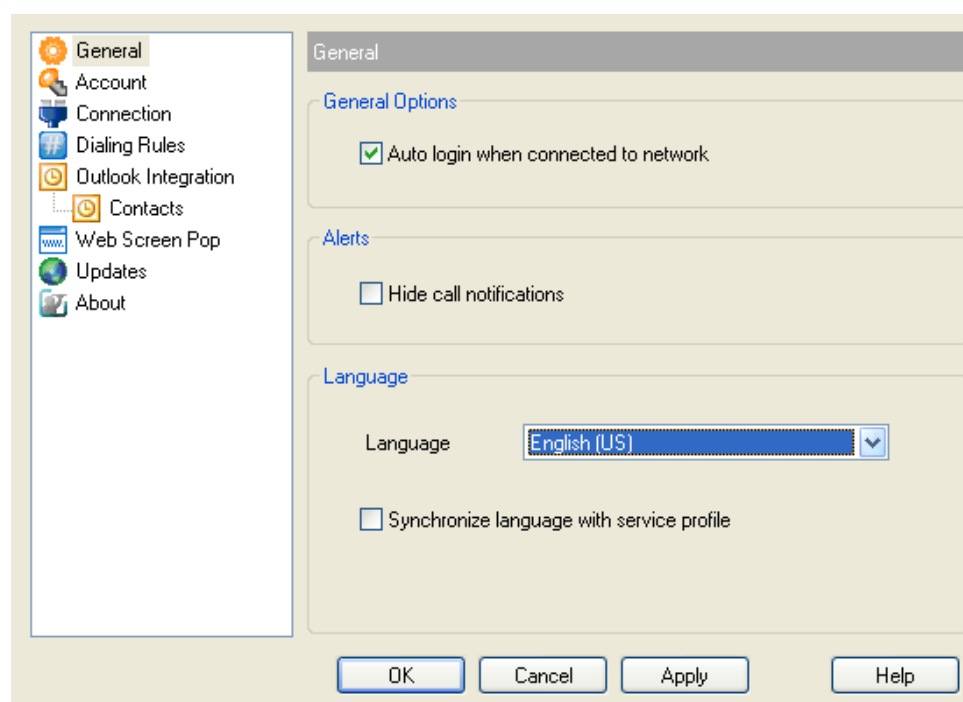 General
Account
Connection
Dialing Rules
Outlook Integration
Contacts
www.
Web Screen Pop
Updates
About
General
General Options
Auto login when connected to network
Alerts
Hide call notifications
Language
Language
English (US)
Synchronize language with service profile
OK
Cancel
Apply
Help